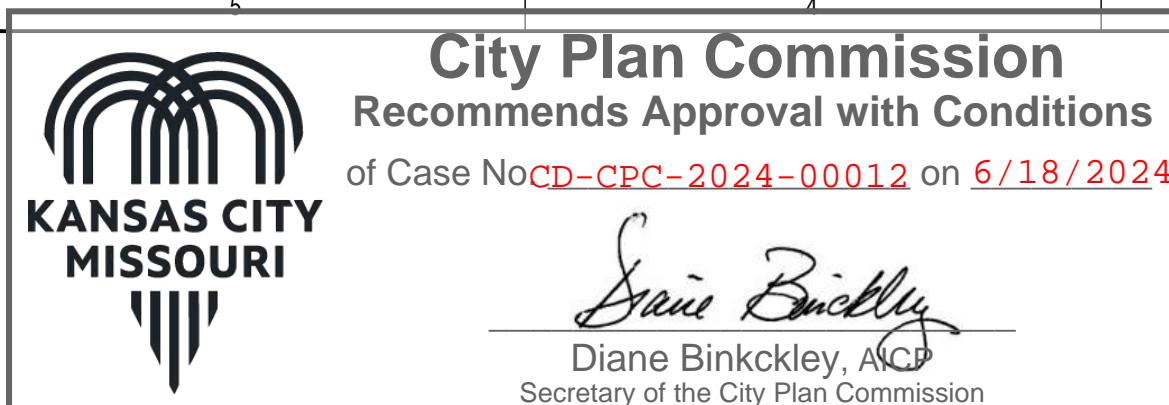 5 4
City Plan Commission
Recommends Approval with Conditions
of Case No CD-CPC-2024-00012 on 6/18/2024
KANSAS CITY
MISSOURI
Diane Binckley
Diane Binkckley, AICP
Secretary of the City Plan Commission